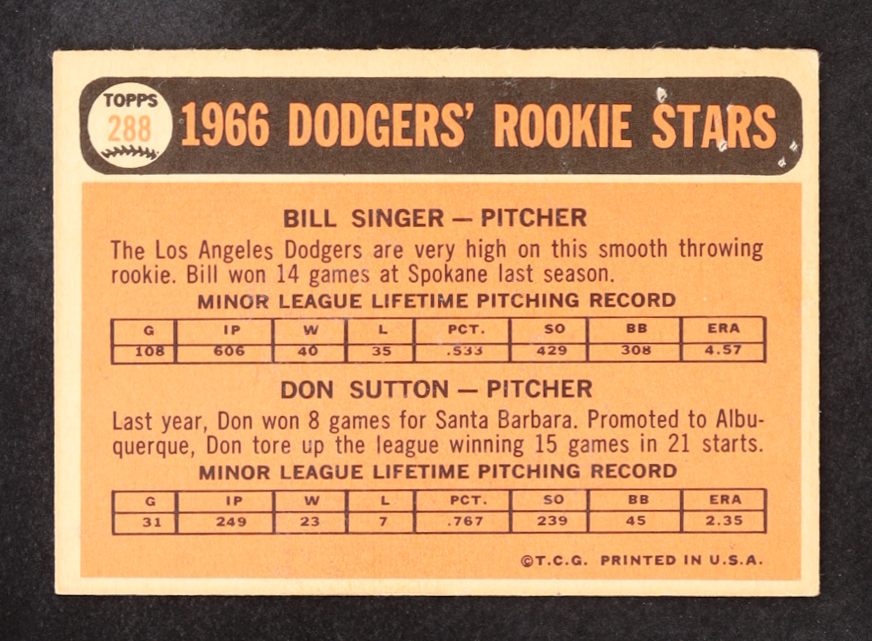 TOPPS
288
1966 DODGERS' ROOKIE STARS
BILL SINGER — PITCHER
The Los Angeles Dodgers are very high on this smooth throwing
rookie. Bill won 14 games at Spokane last season.
MINOR LEAGUE LIFETIME PITCHING RECORD
G IP W L PCT. SO BB ERA
108 606 40 35 .533 429 308 4.57
DON SUTTON — PITCHER
Last year, Don won 8 games for Santa Barbara. Promoted to Albu-
querque, Don tore up the league winning 15 games in 21 starts.
MINOR LEAGUE LIFETIME PITCHING RECORD
G IP W L PCT. SO BB ERA
31 249 23 7 .767 239 45 2.35
©T.C.G. PRINTED IN U.S.A.